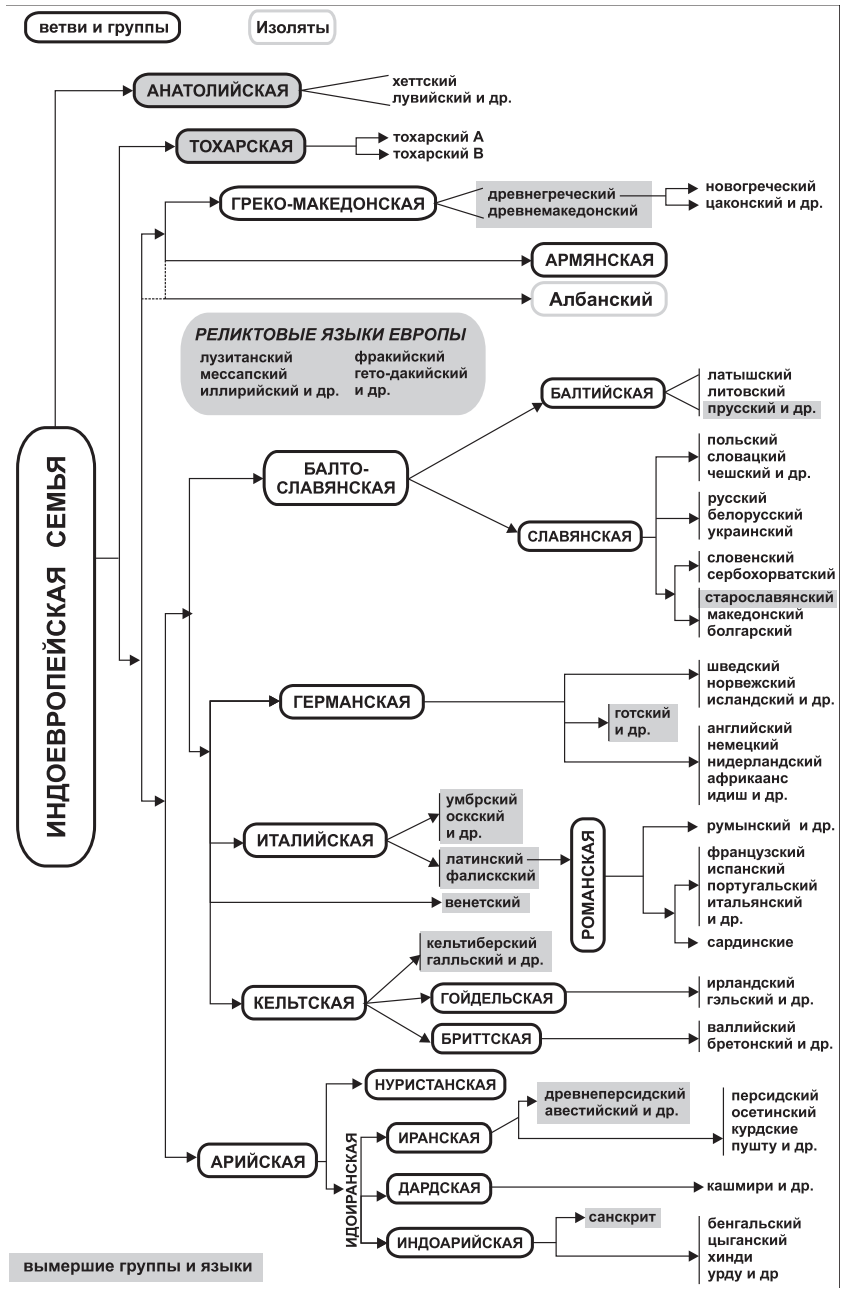 ветви и группы
Изоляты
АНАТОЛИЙСКАЯ
хеттский
лувийский и др.
ТОХАРСКАЯ
тохарский А
тохарский В
ГРЕКО-МАКЕДОНСКАЯ
древнегреческий
древнемакедонский
новогреческий
цаконский и др.
АРМЯНСКАЯ
Албанский
РЕЛИКТОВЫЕ ЯЗЫКИ ЕВРОПЫ
лузитанский
мессапский
иллирийский и др.
фракийский
гето-дакийский
и др.
ИНДОЕВРОПЕЙСКАЯ СЕМЬЯ
БАЛТО-
СЛАВЯНСКАЯ
БАЛТИЙСКАЯ
латышский
литовский
прусский и др.
СЛАВЯНСКАЯ
польский
словацкий
чешский и др.
русский
белорусский
украинский
словенский
сербохорватский
старославянский
македонский
болгарский
ГЕРМАНСКАЯ
шведский
норвежский
исландский и др.
готский
и др.
английский
немецкий
нидерландский
африкаанс
идиш и др.
ИТАЛИЙСКАЯ
умбрский
оскский
и др.
латинский
фалискский
венетский
РОМАНСКАЯ
румынский и др.
французский
испанский
португальский
итальянский
и др.
сардинские
КЕЛЬТСКАЯ
кельтиберский
галльский и др.
ГОЙДЕЛЬСКАЯ
ирландский
гэльский и др.
БРИТТСКАЯ
валлийский
бретонский и др.
АРИЙСКАЯ
НУРИСТАНСКАЯ
ИДОИРАНСКАЯ
ИРАНСКАЯ
древнеперсидский
авестийский и др.
персидский
осетинский
курдские
пушту и др.
ДАРДСКАЯ
кашмири и др.
ИНДОАРИЙСКАЯ
санскрит
бенгальский
цыганский
хинди
урду и др
вымершие группы и языки